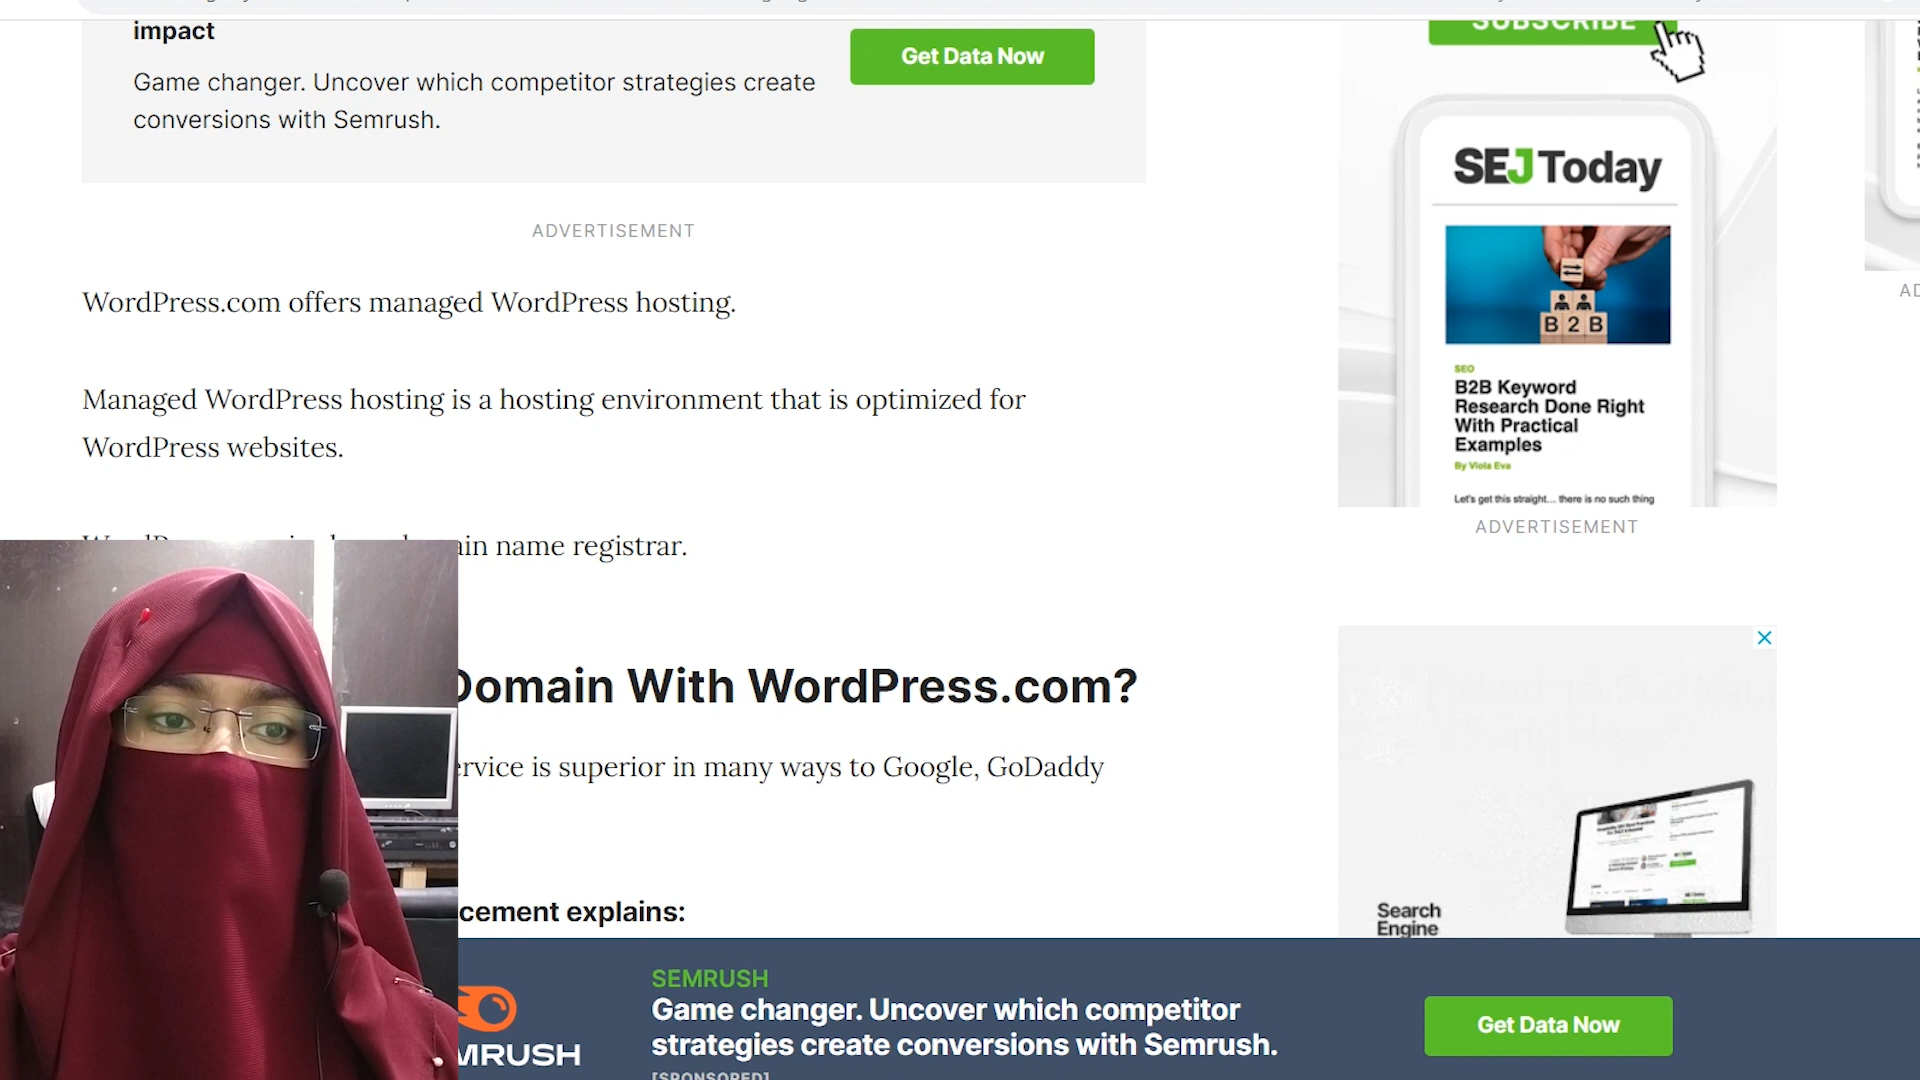 impact
Game changer. Uncover which competitor strategies create
conversions with Semrush.
Get Data Now
ADVERTISEMENT
WordPress.com offers managed WordPress hosting.
Managed WordPress hosting is a hosting environment that is optimized for
WordPress websites.
name registrar.
Domain With WordPress.com?
is superior in many ways to Google, GoDaddy
explains:
SUBSCRIBE
SEJ Today
B 2 B
SEO
B2B Keyword
Research Done Right
With Practical
Examples
By Viola Eva
Let's get this straight... there is no such thing
ADVERTISEMENT
Search
Engine
SEMRUSH
Game changer. Uncover which competitor
strategies create conversions with Semrush.
[SPONSORED]
Get Data Now